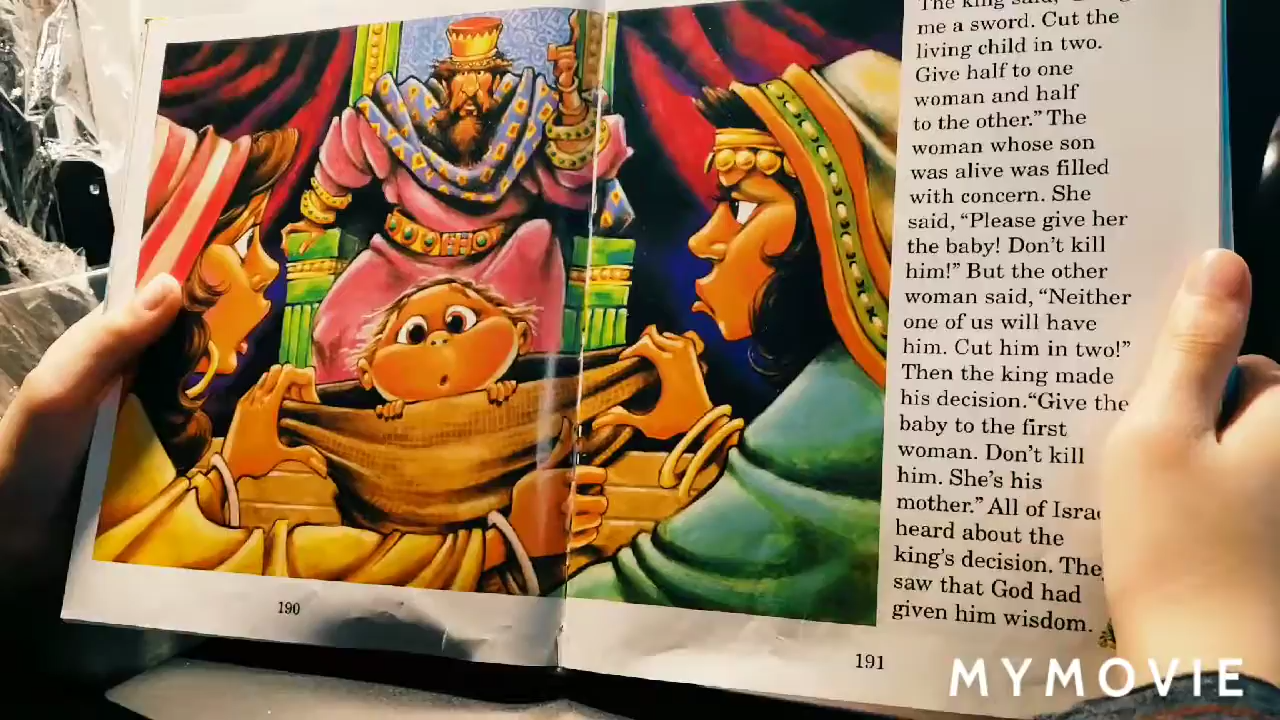 The king said,
me a sword. Cut the
living child in two.
Give half to one
woman and half
to the other.” The
woman whose son
was alive was filled
with concern. She
said, “Please give her
the baby! Don’t kill
him!” But the other
woman said, “Neither
one of us will have
him. Cut him in two!”
Then the king made
his decision.“Give the
baby to the first
woman. Don’t kill
him. She’s his
mother.” All of
heard about the
king’s decision. They
saw that God had
given him wisdom.
190
191
MYMOVIE